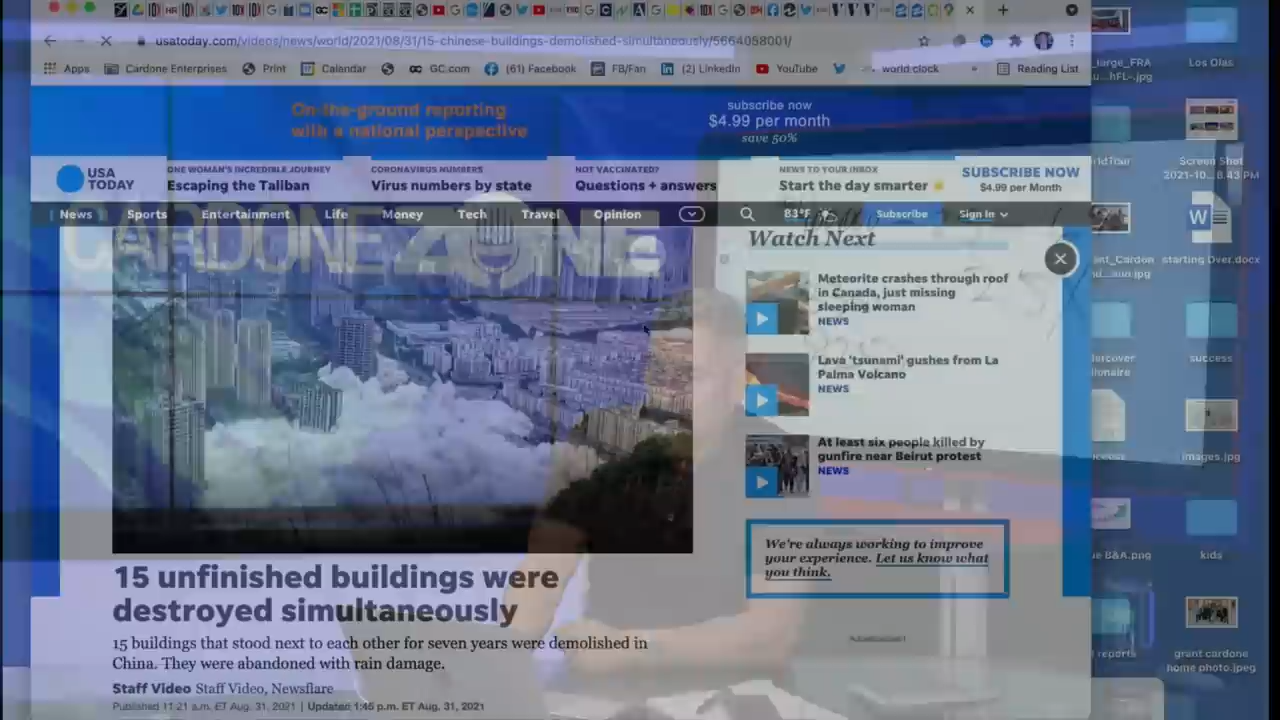 usatoday.com/videos/news/world/2021/08/31/15-chinese-buildings-demolished-simultaneously/5664058001/
Apps Cardone Enterprises Print Calendar GC.com (61) Facebook FB/Fan (2) LinkedIn YouTube world clock » Reading List
On-the-ground reporting
with a national perspective
subscribe now
$4.99 per month
save 50%
USA TODAY
ONE WOMAN'S INCREDIBLE JOURNEY
Escaping the Taliban
CORONAVIRUS NUMBERS
Virus numbers by state
NOT VACCINATED?
Questions + answers
NEWS TO YOUR INBOX
Start the day smarter
SUBSCRIBE NOW
$4.99 per Month
News Sports Entertainment Life Money Tech Travel Opinion 83°F Subscribe Sign In
CARDONE ZONE
Watch Next
Meteorite crashes through roof
in Canada, just missing
sleeping woman
NEWS
Lava 'tsunami' gushes from La
Palma Volcano
NEWS
At least six people killed by
gunfire near Beirut protest
NEWS
We're always working to improve
your experience. Let us know what
you think.
15 unfinished buildings were
destroyed simultaneously
15 buildings that stood next to each other for seven years were demolished in
China. They were abandoned with rain damage.
Staff Video Staff Video, Newsflare
Published 11:21 a.m. ET Aug. 31, 2021 | Updated 1:45 p.m. ET Aug. 31, 2021
Advertisement
Los Olas
Screen Shot
2021-10...8.43 PM
starting Over.docx
success
images.jpg
kids
grant cardone
home photo.jpeg